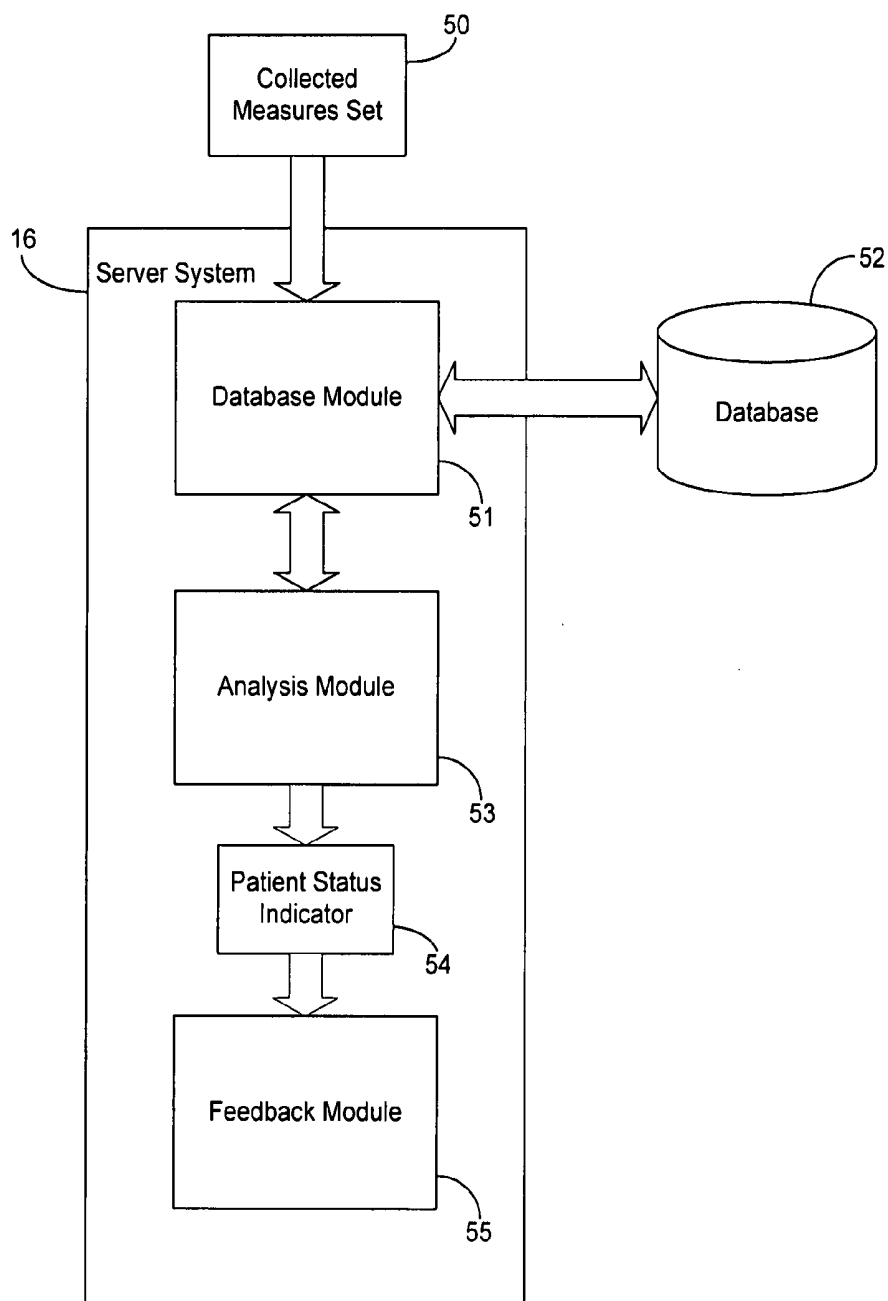 50
Collected
Measures Set
16
Server System
52
Database Module
Database
51
Analysis Module
53
Patient Status
Indicator
54
Feedback Module
55